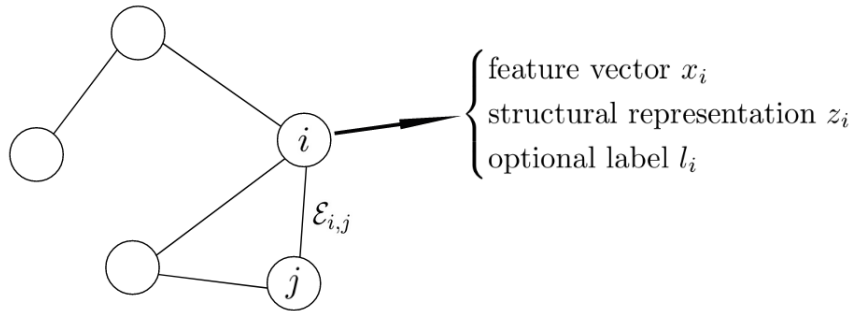 feature vector x_i
i
structural representation z_i
optional label l_i
ℰ_{i,j}
j